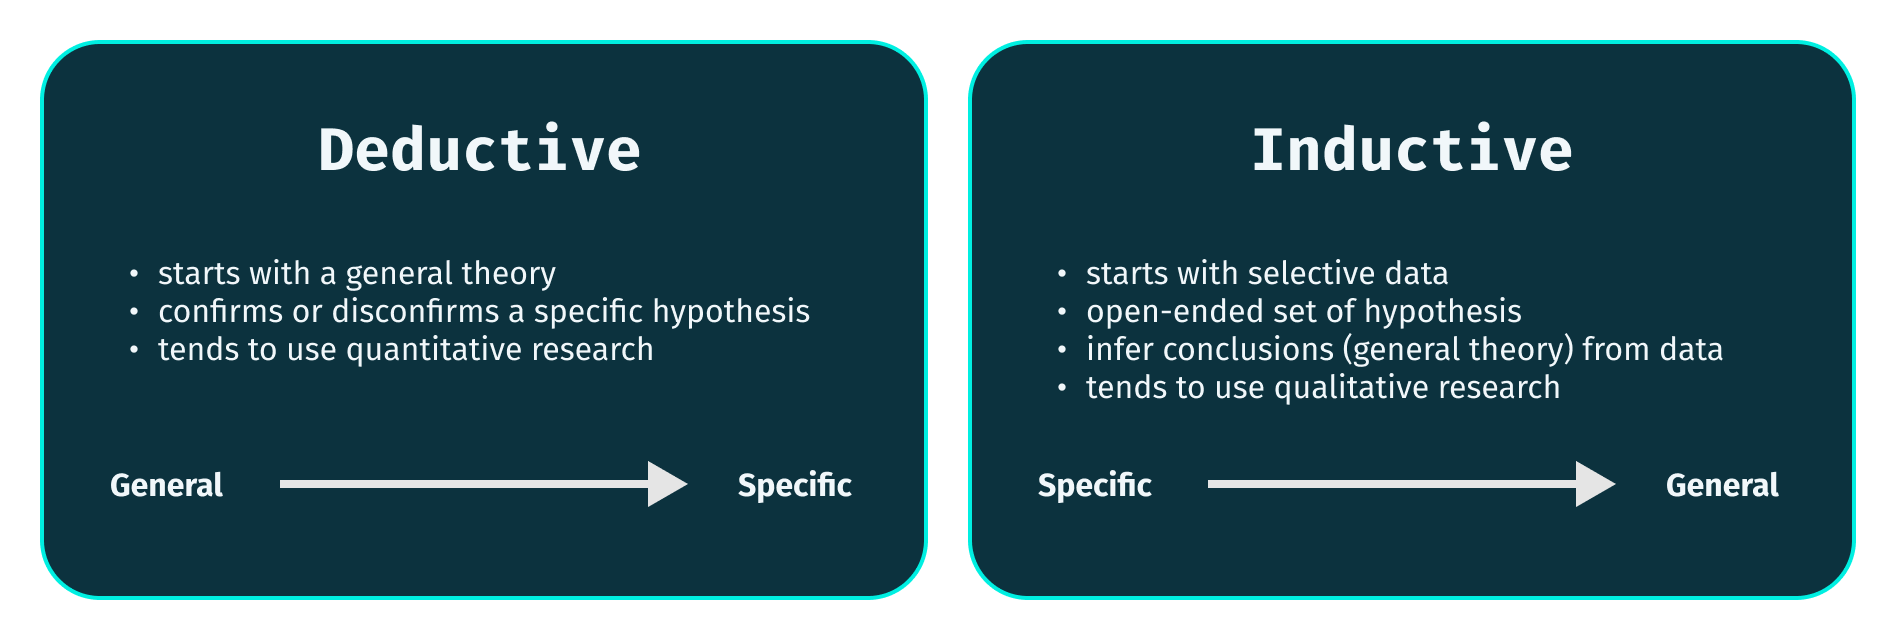 Deductive
• starts with a general theory
• confirms or disconfirms a specific hypothesis
• tends to use quantitative research
General
Specific
Inductive
• starts with selective data
• open-ended set of hypothesis
• infer conclusions (general theory) from data
• tends to use qualitative research
Specific
General